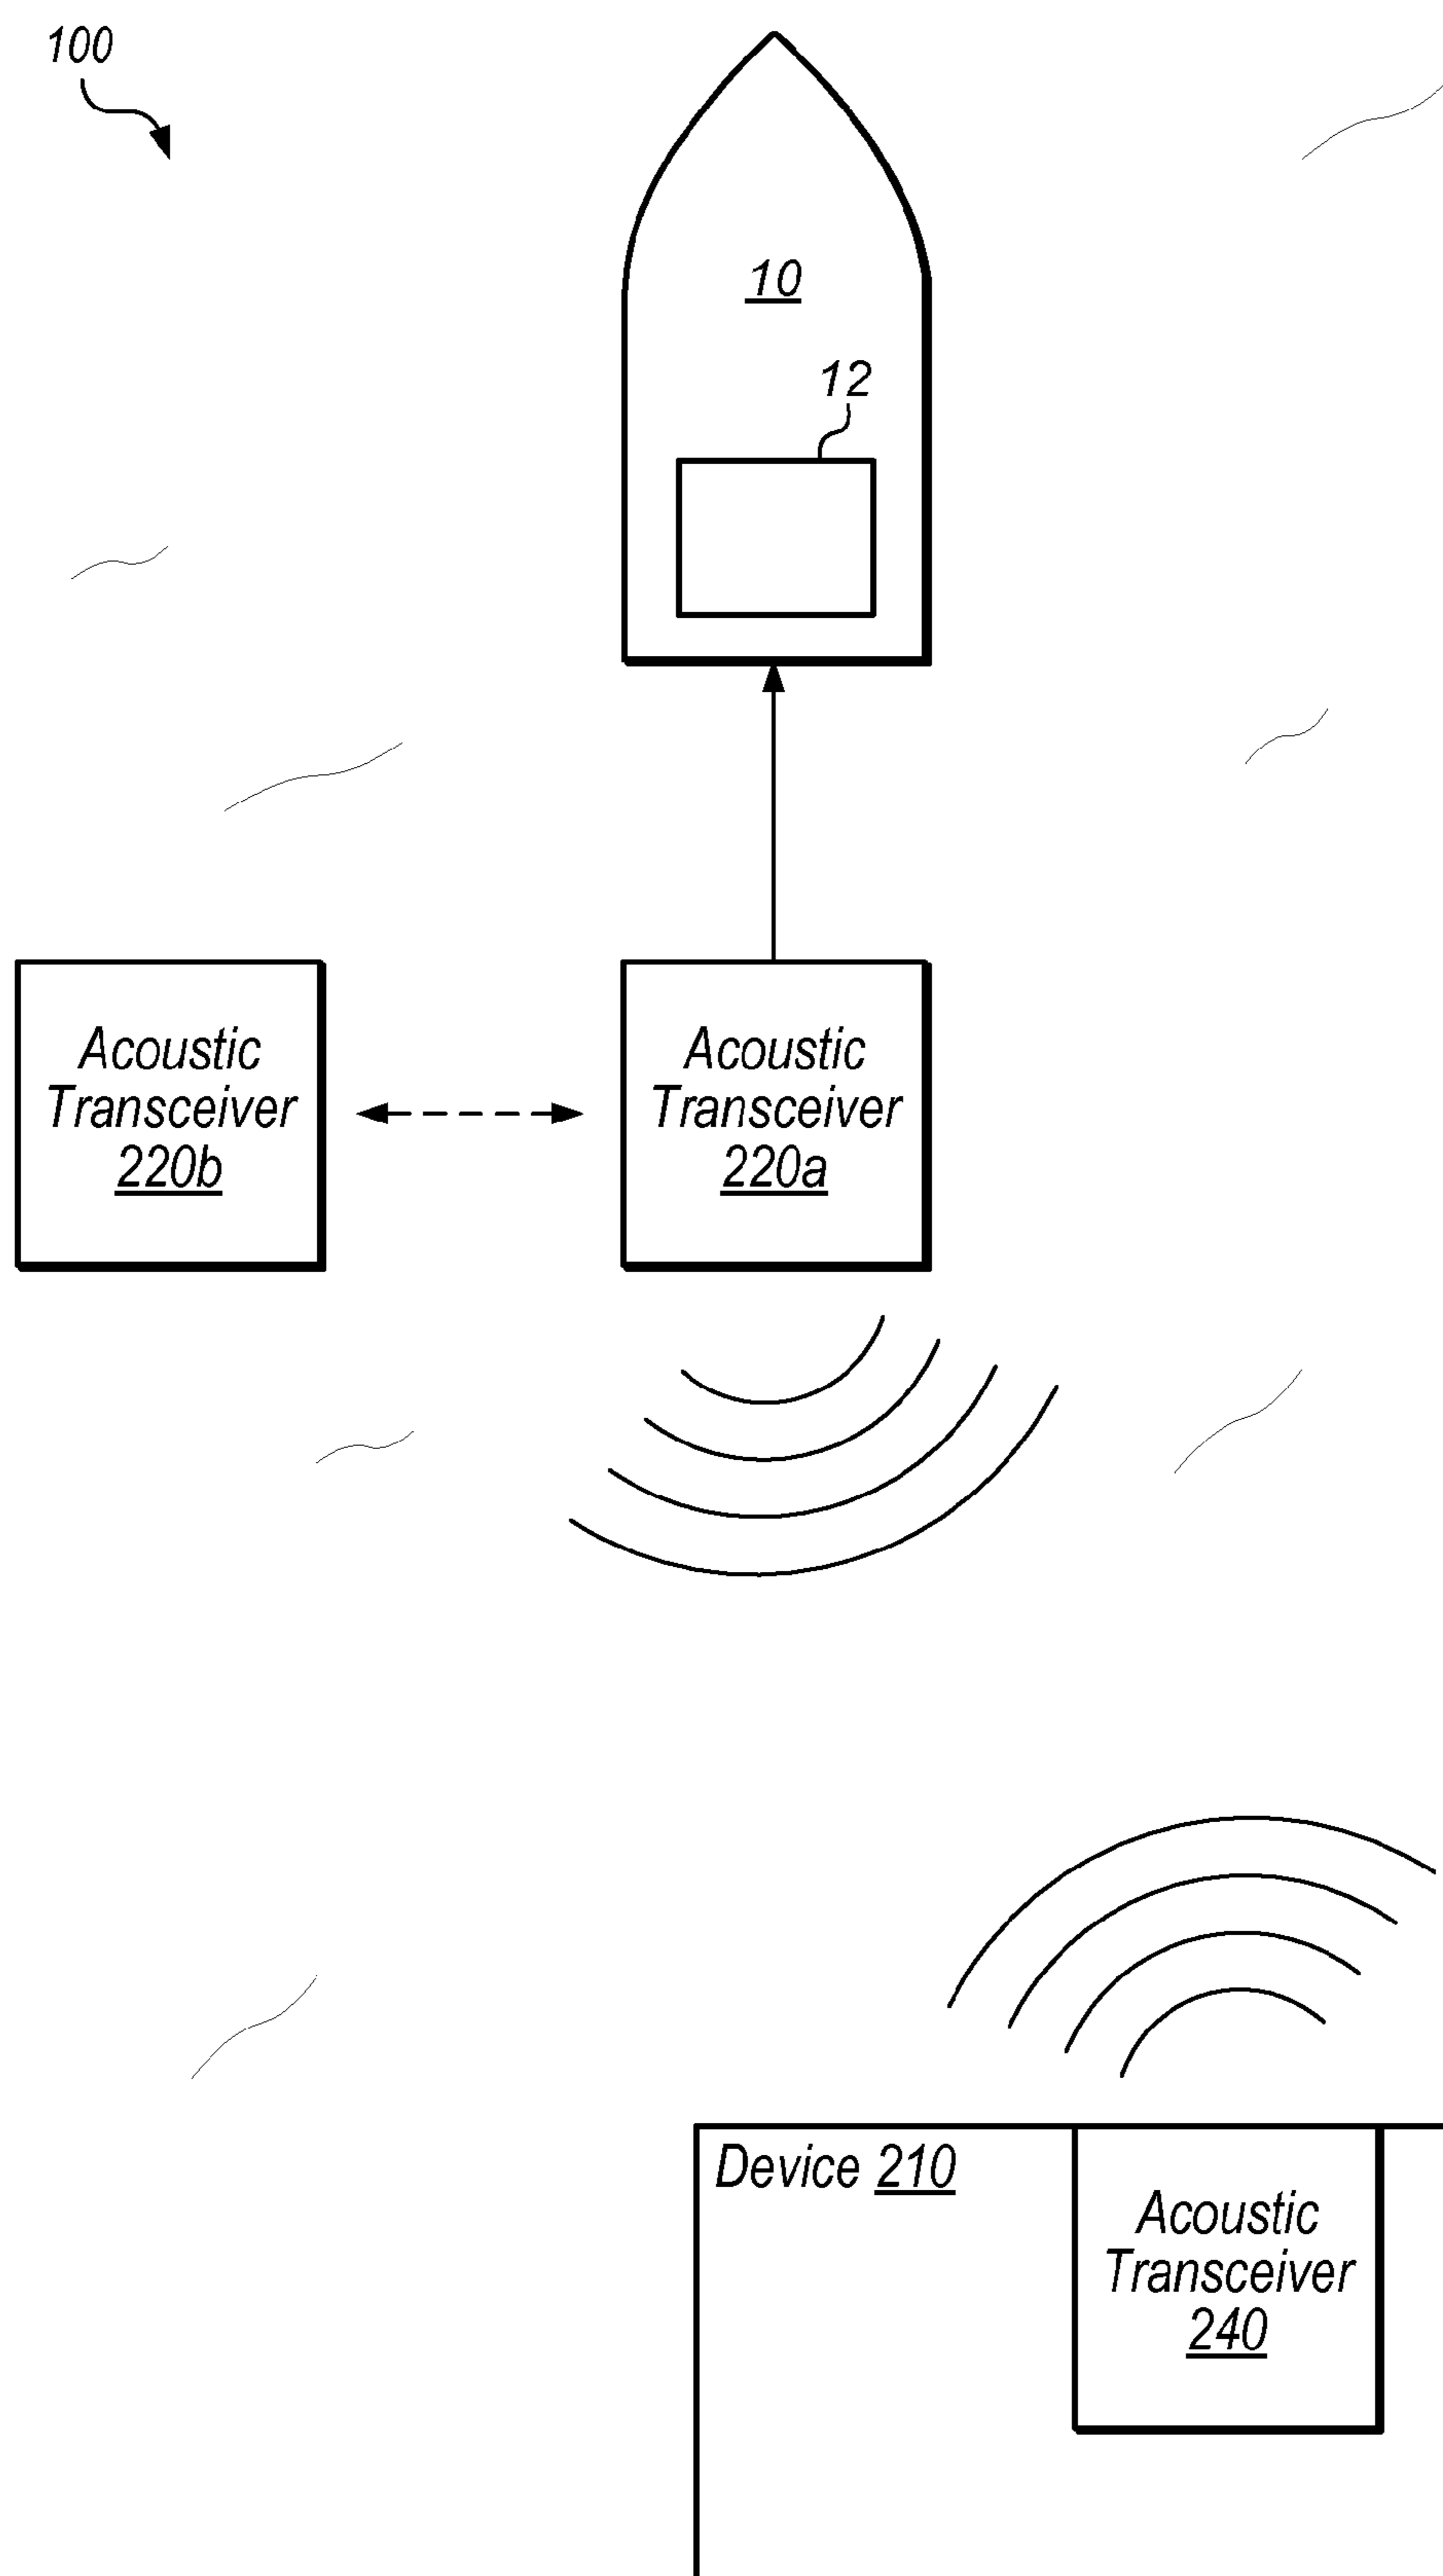 100
10
12
Acoustic
Transceiver
220b
Acoustic
Transceiver
220a
Device 210
Acoustic
Transceiver
240